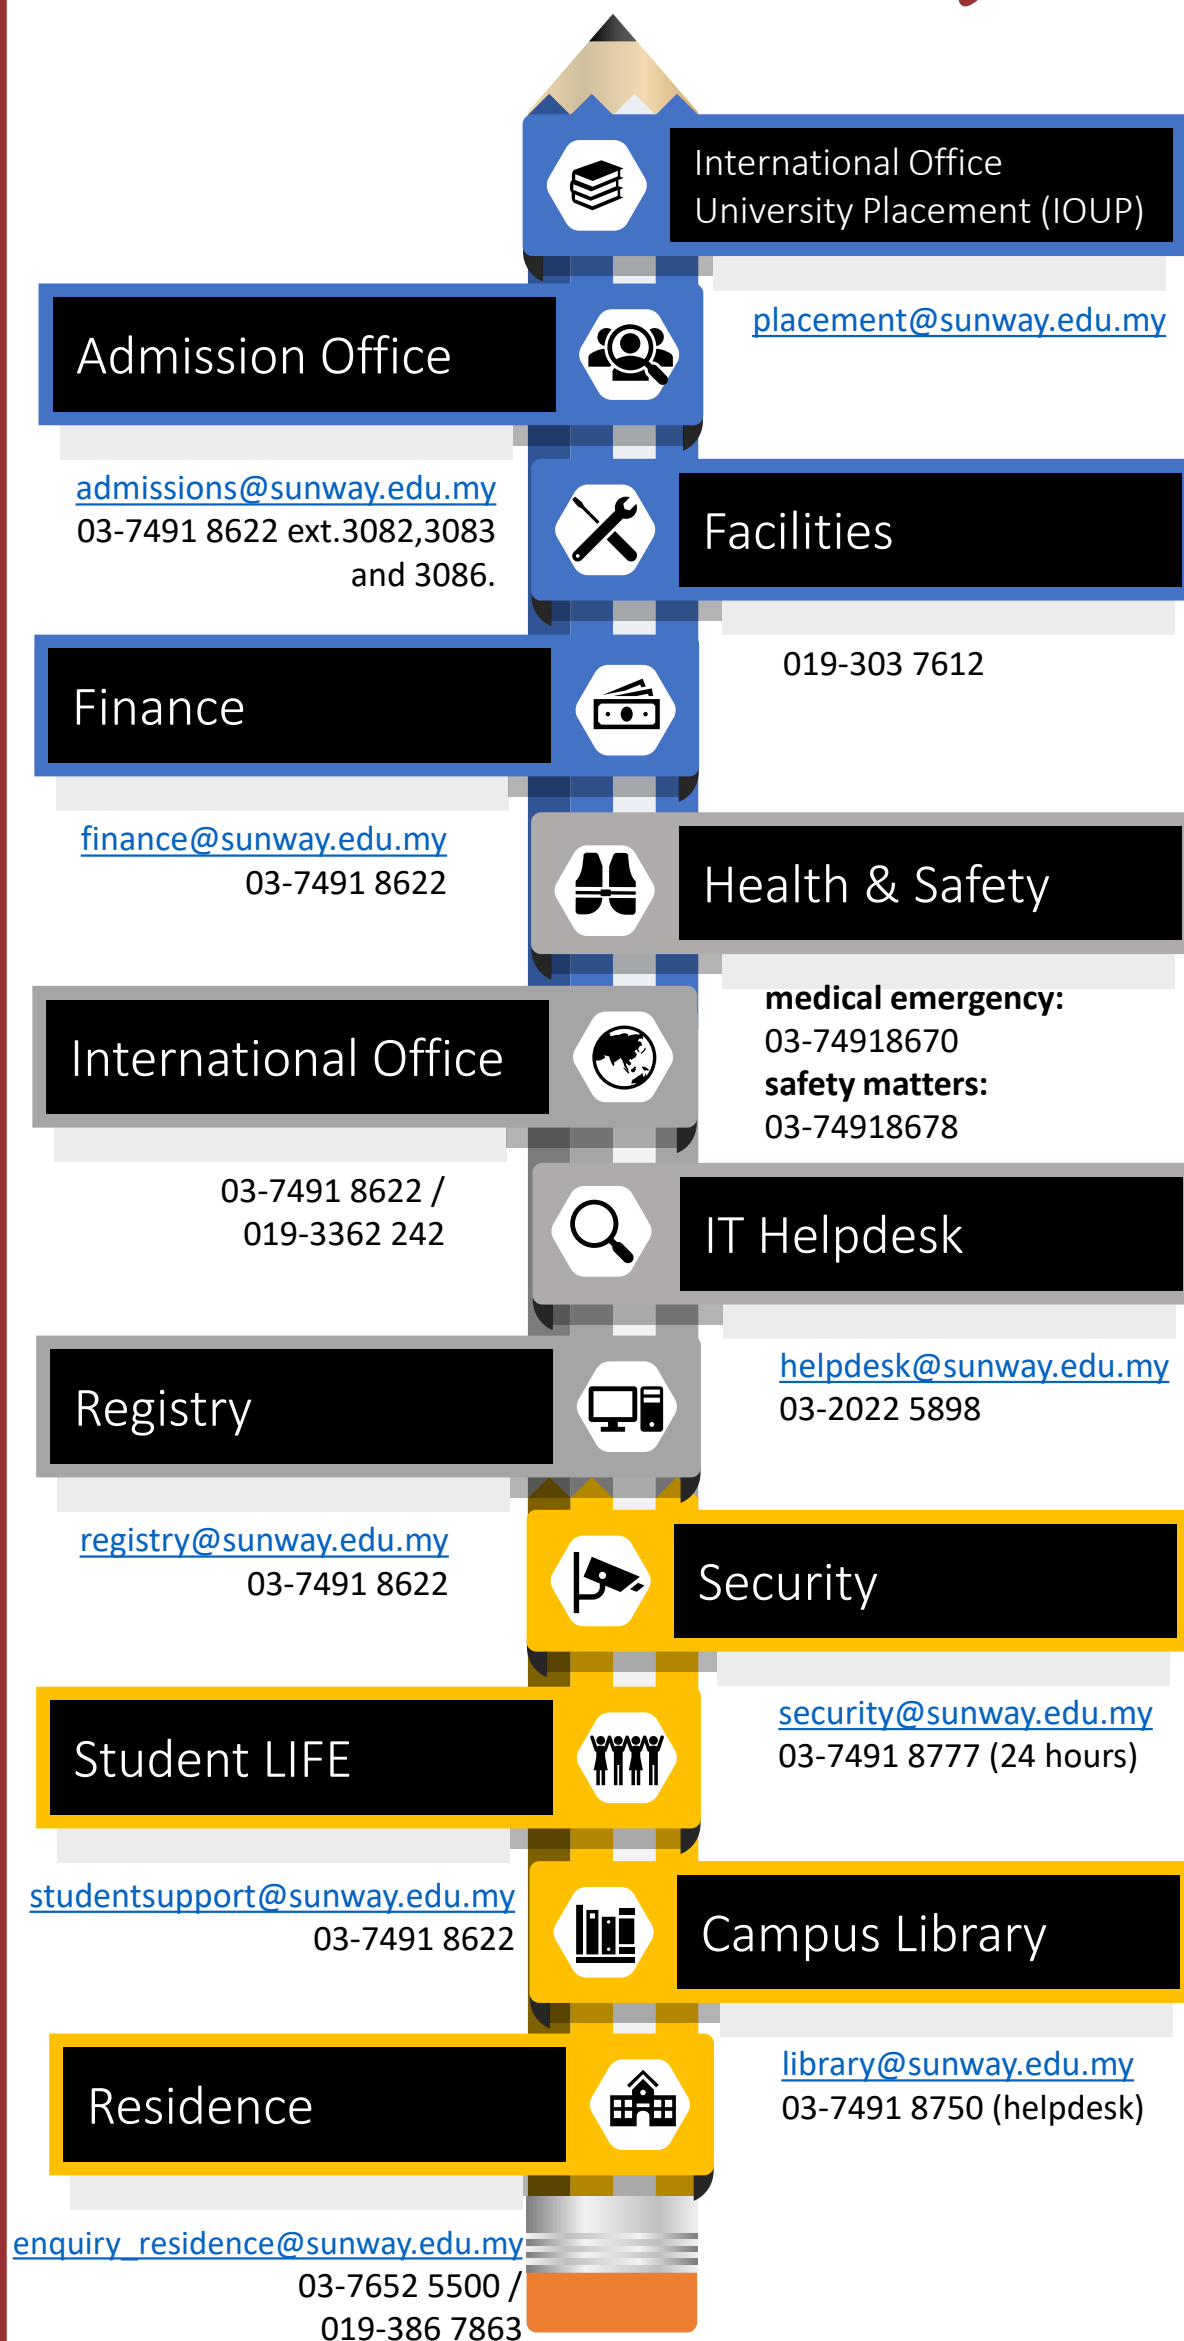 International Office
University Placement (IOUP)
placement@sunway.edu.my
Admission Office
admissions@sunway.edu.my
03-7491 8622 ext.3082,3083
and 3086.
Facilities
019-303 7612
Finance
finance@sunway.edu.my
03-7491 8622
Health & Safety
medical emergency:
03-74918670
safety matters:
03-74918678
International Office
03-7491 8622 /
019-3362 242
IT Helpdesk
helpdesk@sunway.edu.my
03-2022 5898
Registry
registry@sunway.edu.my
03-7491 8622
Security
security@sunway.edu.my
03-7491 8777 (24 hours)
Student LIFE
studentsupport@sunway.edu.my
03-7491 8622
Campus Library
library@sunway.edu.my
03-7491 8750 (helpdesk)
Residence
enquiry_residence@sunway.edu.my
03-7652 5500 /
019-386 7863